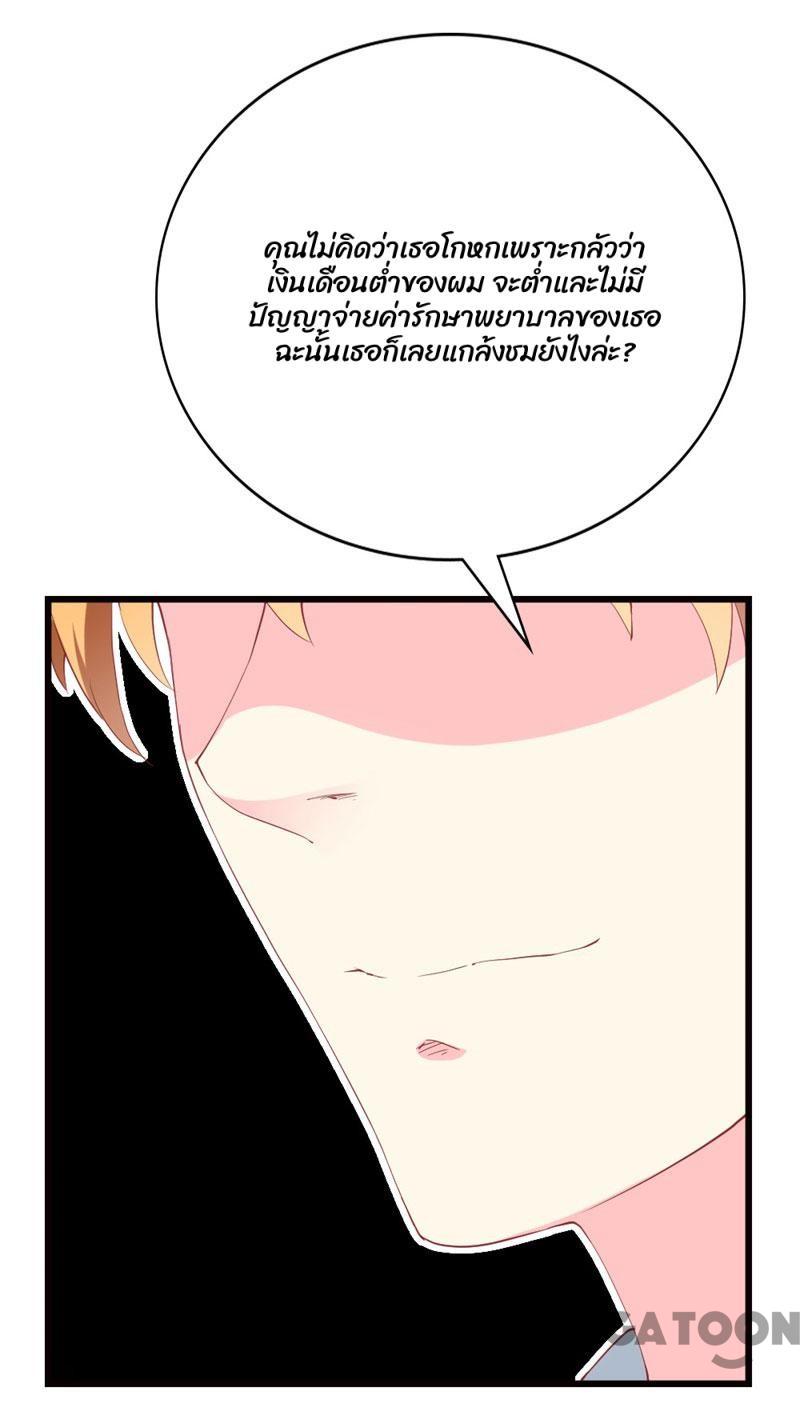 คุณไม่คิดว่าเธอโกหกเพราะกลัวว่า
เงินเดือนต่ำของผม จะต่ำและไม่มี
ปัญญาจ่ายค่ารักษาพยาบาลของเธอ
ฉะนั้นเธอก็เลยแกล้งชมยังไงล่ะ?
GATOON